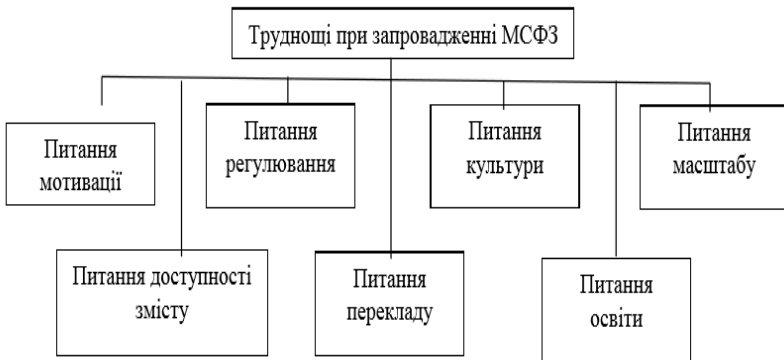 Труднощі при запровадженні МСФЗ
Питання
мотивації
Питання
регулювання
Питання
культури
Питання
масштабу
Питання доступності
змісту
Питання
перекладу
Питання
освіти